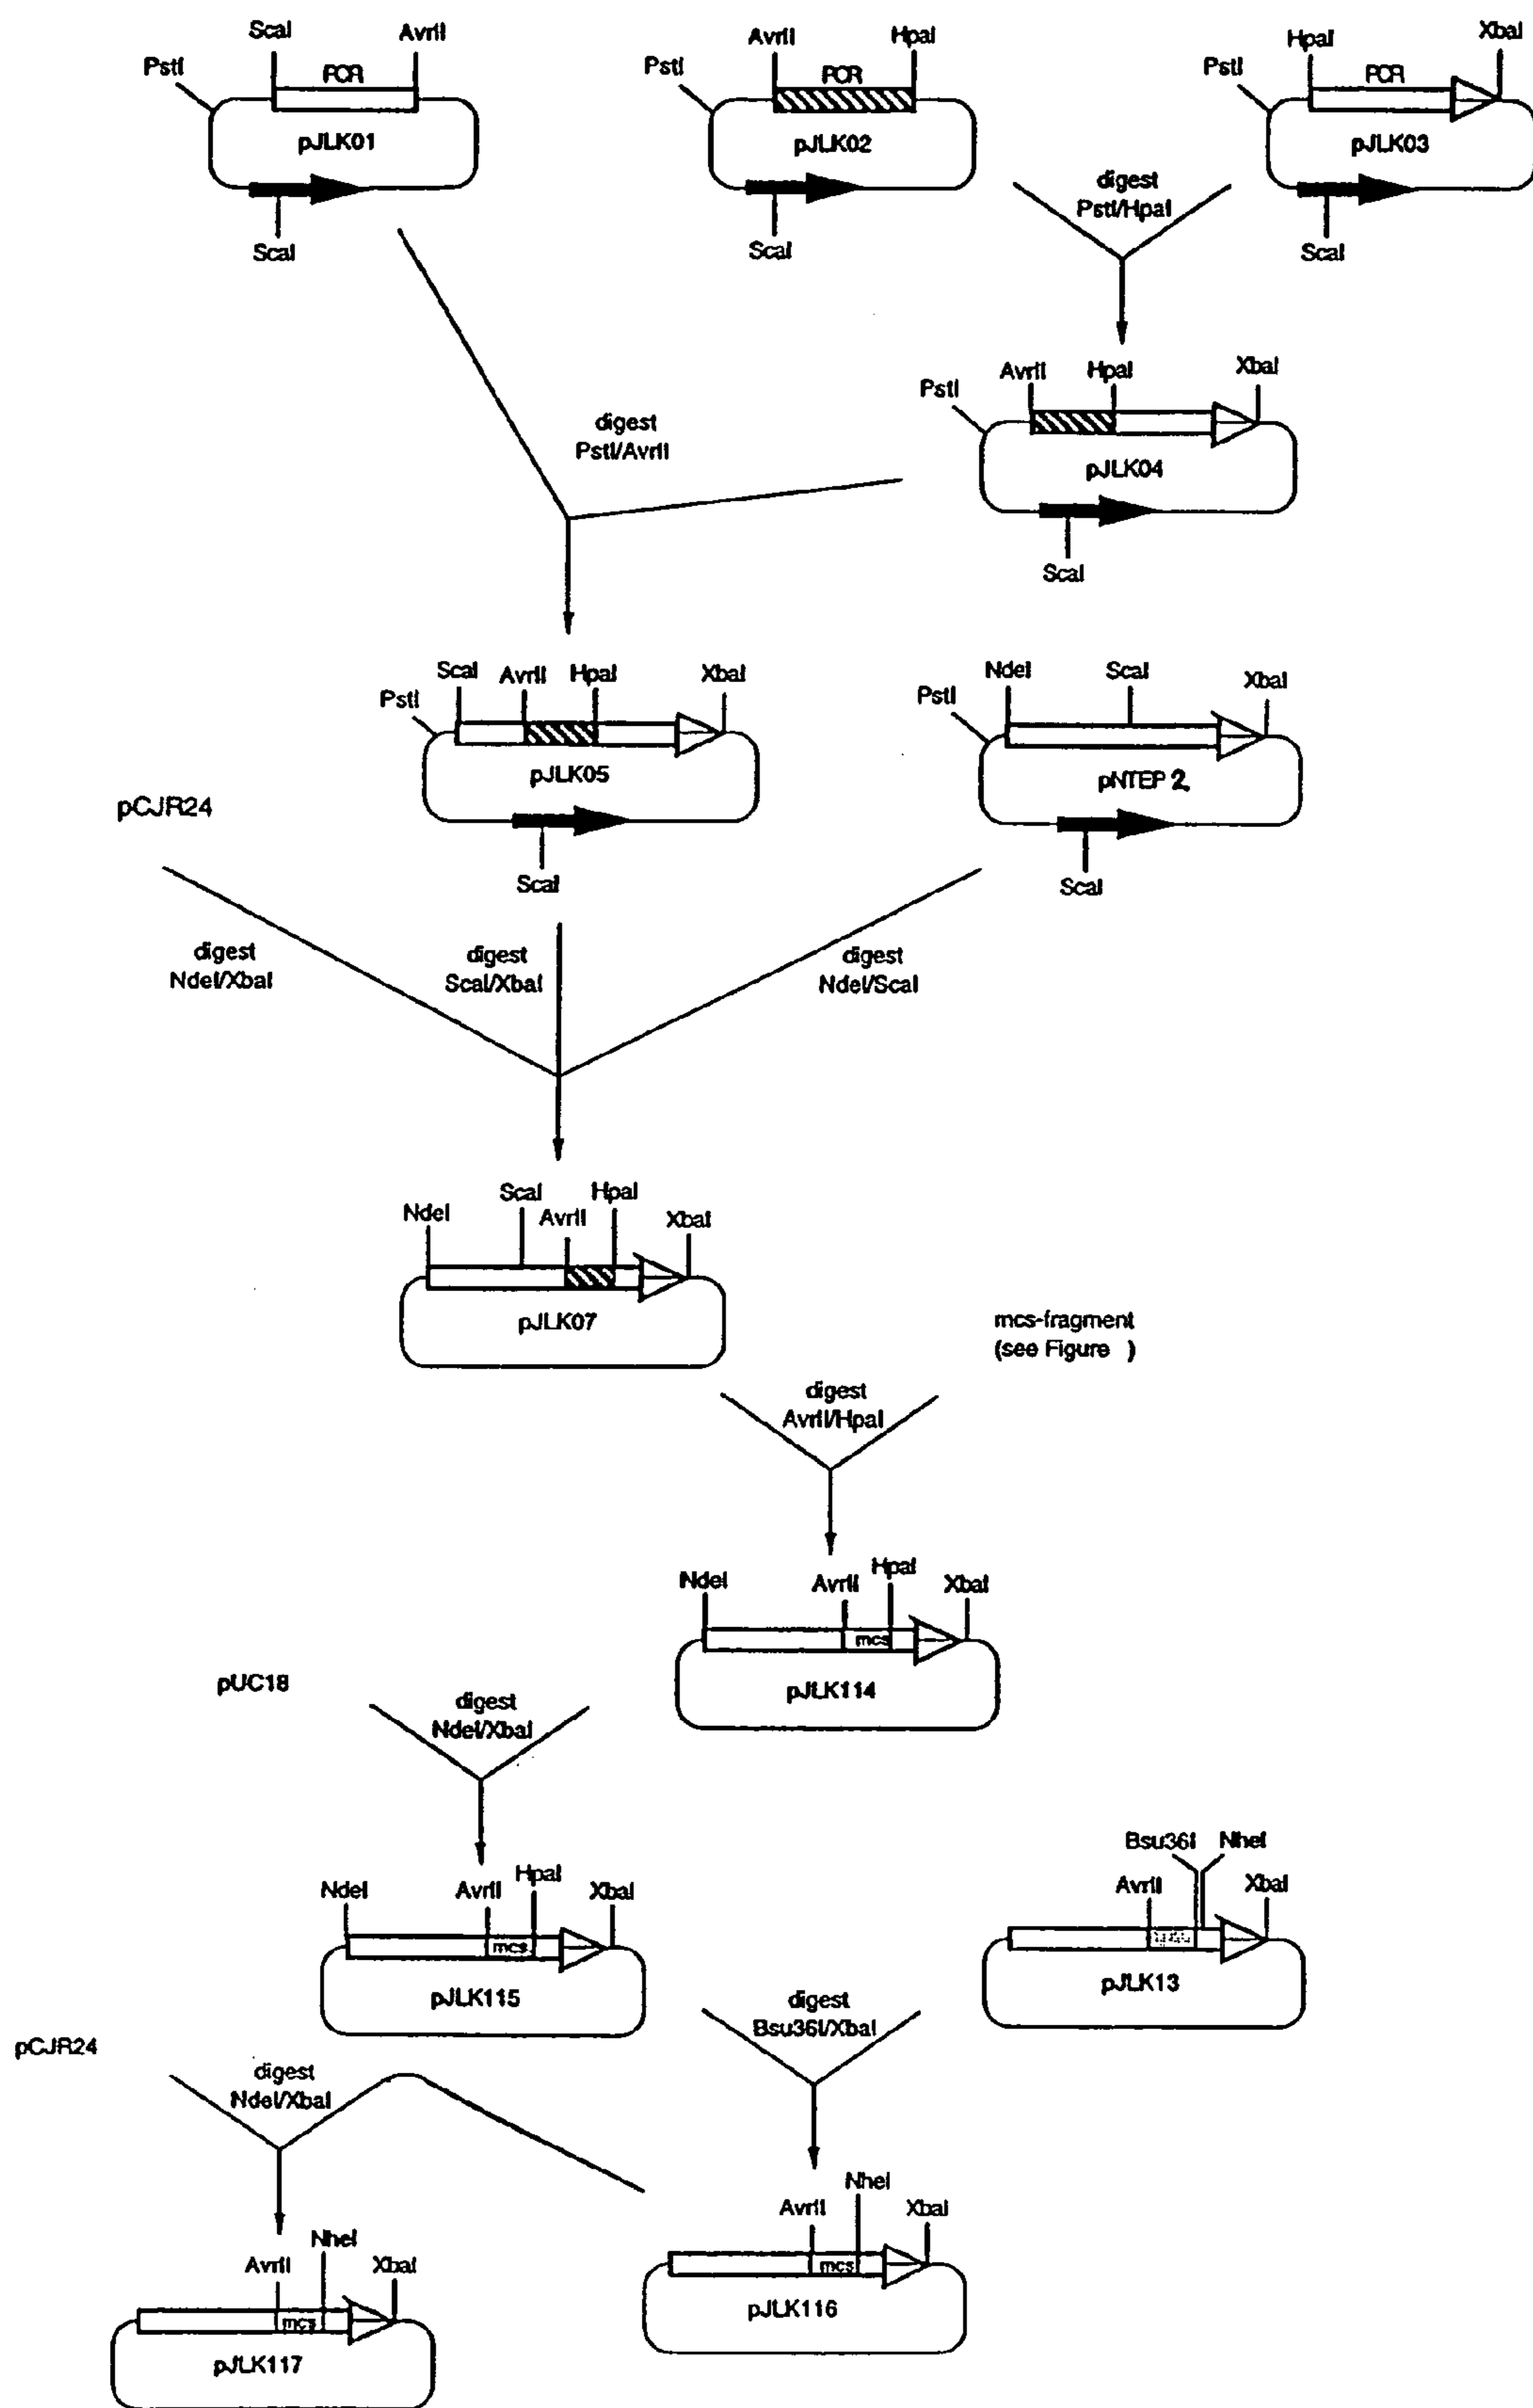 ScaI AvrII
PstI PCR
pJLK01
ScaI
AvrII HpaI
PstI PCR
pJLK02
ScaI
HpaI XbaI
PstI PCR
pJLK03
ScaI
digest
PstI/HpaI
AvrII HpaI XbaI
PstI
pJLK04
ScaI
digest
PstI/AvrII
ScaI AvrII HpaI XbaI
PstI
pJLK05
ScaI
NdeI ScaI XbaI
PstI
pNTEP 2.
ScaI
pCJR24
digest
NdeI/XbaI
digest
ScaI/XbaI
digest
NdeI/ScaI
ScaI HpaI
NdeI AvrII XbaI
pJLK07
mcs-fragment
(see Figure )
digest
AvrII/HpaI
HpaI
NdeI AvrII XbaI
mcs
pJLK114
pUC18
digest
NdeI/XbaI
HpaI
NdeI AvrII XbaI
mcs
pJLK115
Bsu36I NheI
AvrII XbaI
pJLK13
digest
Bsu36I/XbaI
pCJR24
digest
NdeI/XbaI
NheI
AvrII XbaI
mcs
pJLK116
NheI
AvrII XbaI
mcs
pJLK117